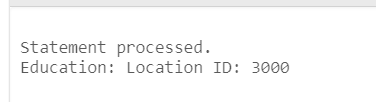 Statement processed.
Education: Location ID: 3000